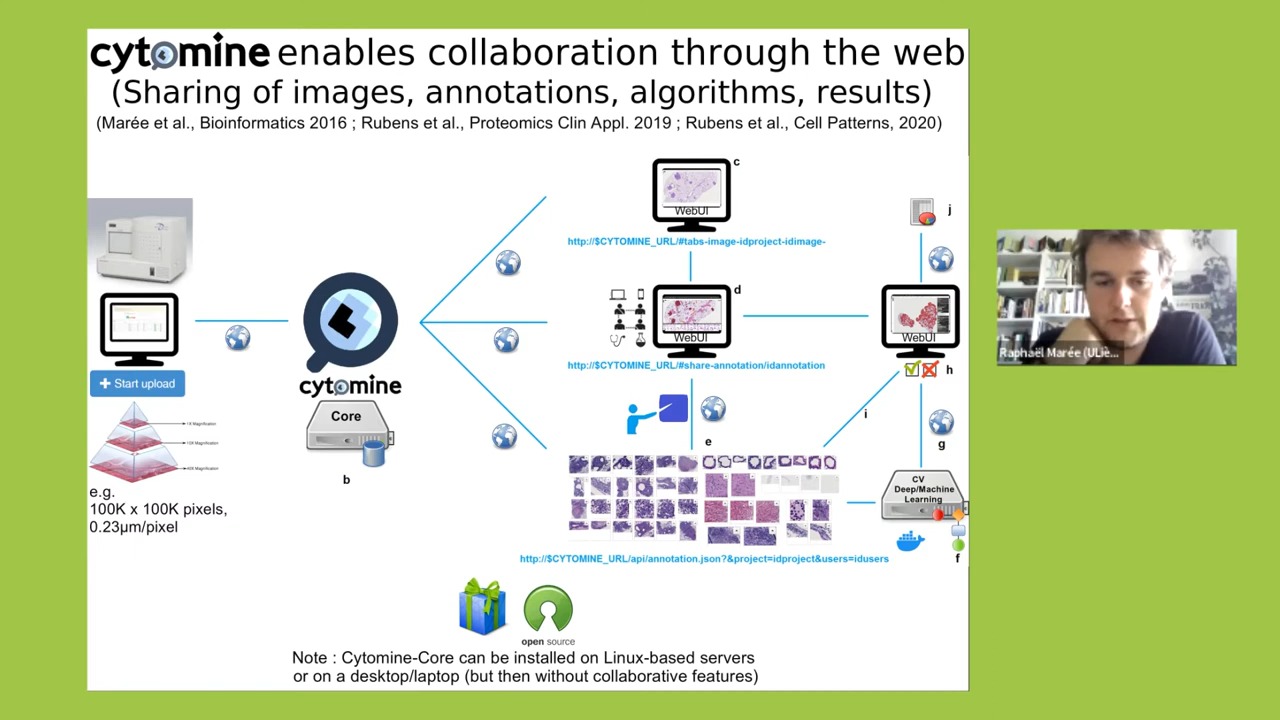 cytomine enables collaboration through the web
(Sharing of images, annotations, algorithms, results)
(Marée et al., Bioinformatics 2016 ; Rubens et al., Proteomics Clin Appl. 2019 ; Rubens et al., Cell Patterns, 2020)
c
WebUI
http://$CYTOMINE_URL/#tabs-image-idproject-idimage-
j
d
WebUI
http://$CYTOMINE_URL/#share-annotation/idannotation
WebUI
h
Start upload
cytomine
Core
b
i
g
e
CV
Deep/Machine
Learning
f
e.g.
100K x 100K pixels,
0.23µm/pixel
http://$CYTOMINE_URL/api/annotation.json?&project=idproject&users=idusers
open source
Note : Cytomine-Core can be installed on Linux-based servers
or on a desktop/laptop (but then without collaborative features)
Raphaël Marée (ULiè...